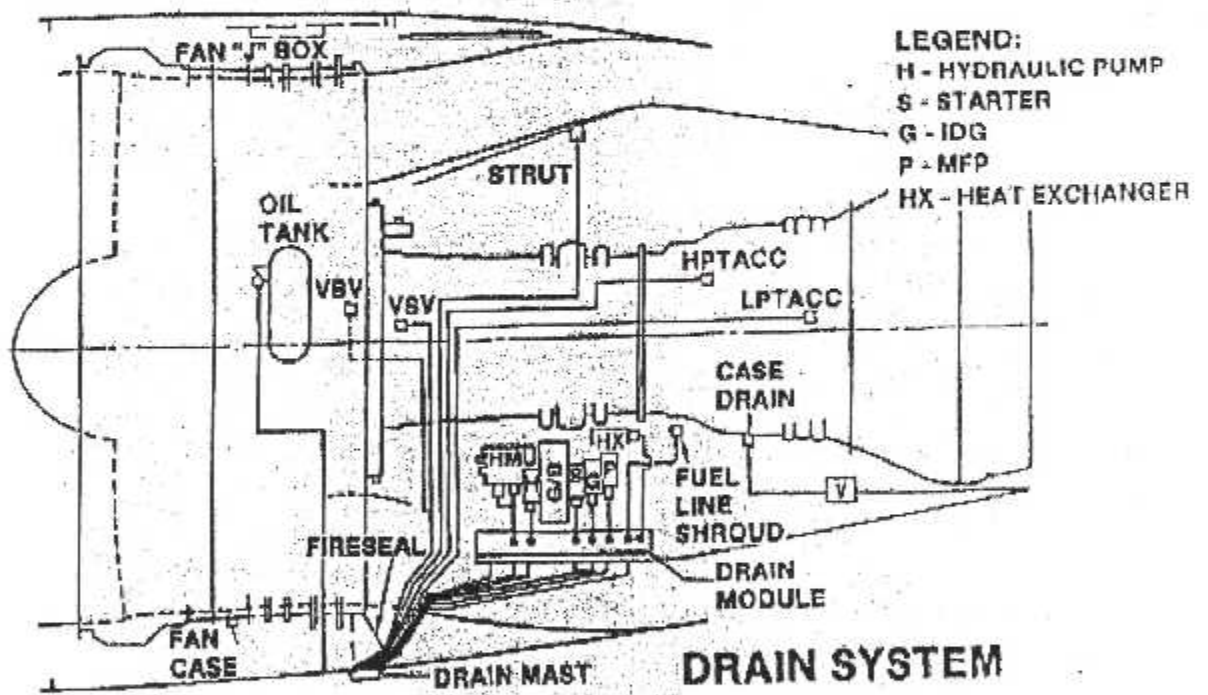 FAN "J" BOX
LEGEND:
H - HYDRAULIC PUMP
S - STARTER
G - IDG
P - MFP
HX - HEAT EXCHANGER
STRUT
OIL
TANK
VBV
VSV
HPTACC
LPTACC
CASE
DRAIN
HM
G/B
S
G
P
HX
FUEL
LINE
SHROUD
V
FIRESEAL
DRAIN
MODULE
FAN
CASE
DRAIN MAST
DRAIN SYSTEM